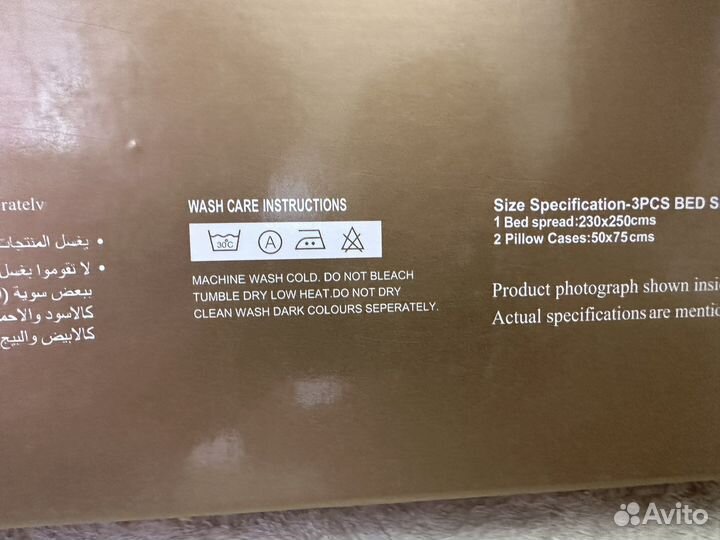 ratelv
يغسل المنتجات
لا تقوموا بغسل
ببعض سوية
كالاسود والاحم
كالابيض والبيج
WASH CARE INSTRUCTIONS
30°C
A
MACHINE WASH COLD. DO NOT BLEACH
TUMBLE DRY LOW HEAT.DO NOT DRY
CLEAN WASH DARK COLOURS SEPERATELY.
Size Specification-3PCS BED S
1 Bed spread:230x250cms
2 Pillow Cases:50x75cms
Product photograph shown insi
Actual specifications are mentic
Avito